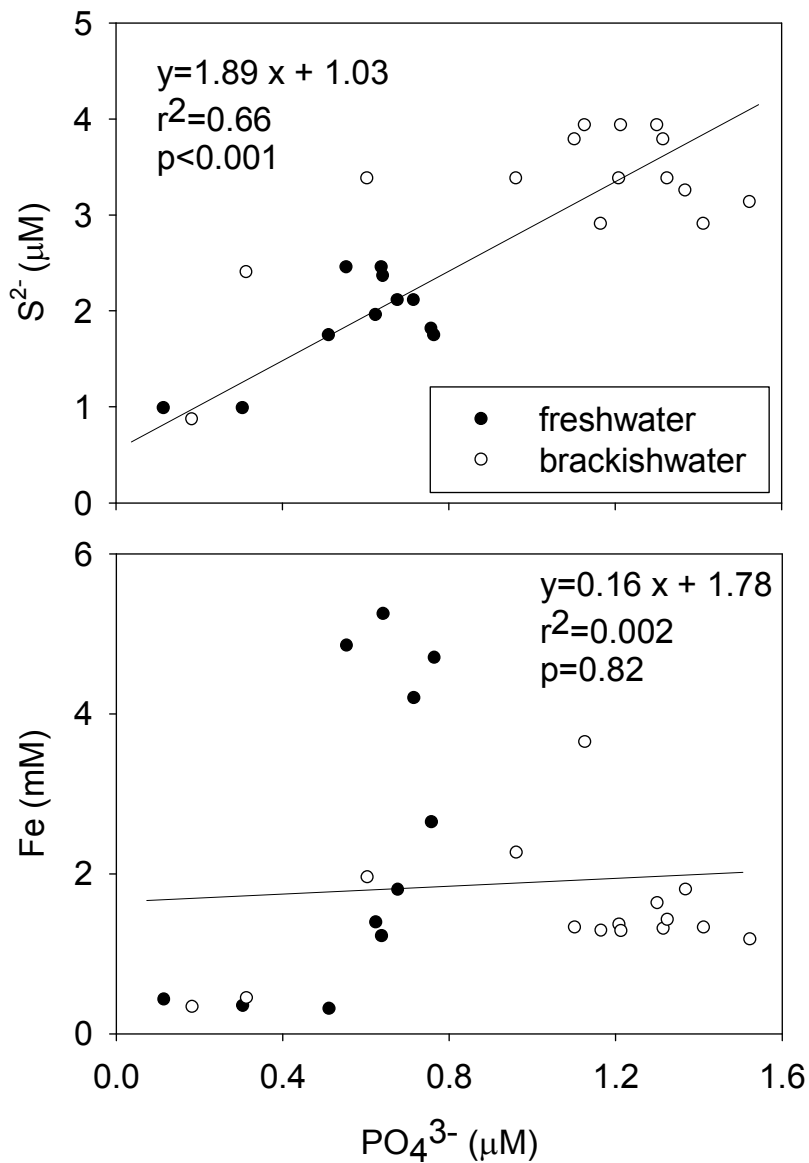 5
y=1.89 x + 1.03
r²=0.66
p<0.001
4
3
S²⁻ (μM)
2
1
freshwater
brackishwater
0
6
y=0.16 x + 1.78
r²=0.002
p=0.82
4
Fe (mM)
2
0
0.0 0.4 0.8 1.2 1.6
PO₄³⁻ (μM)